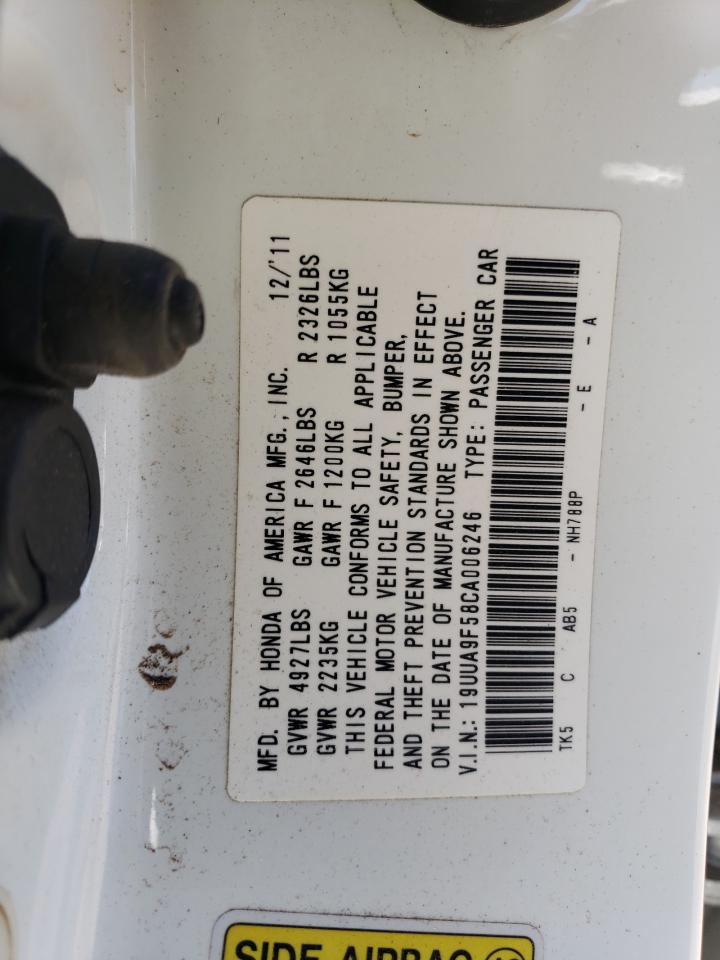 MFD. BY HONDA OF AMERICA MFG., INC. 12/'11
GVWR 4927LBS GAWR F 2646LBS R 2326LBS
GVWR 2235KG GAWR F 1200KG R 1055KG
THIS VEHICLE CONFORMS TO ALL APPLICABLE
FEDERAL MOTOR VEHICLE SAFETY, BUMPER,
AND THEFT PREVENTION STANDARDS IN EFFECT
ON THE DATE OF MANUFACTURE SHOWN ABOVE.
V.I.N.: 19UUA9F58CA006246 TYPE: PASSENGER CAR
TK5 C AB5 - NH788P - E - A
SIDE AIRBAG